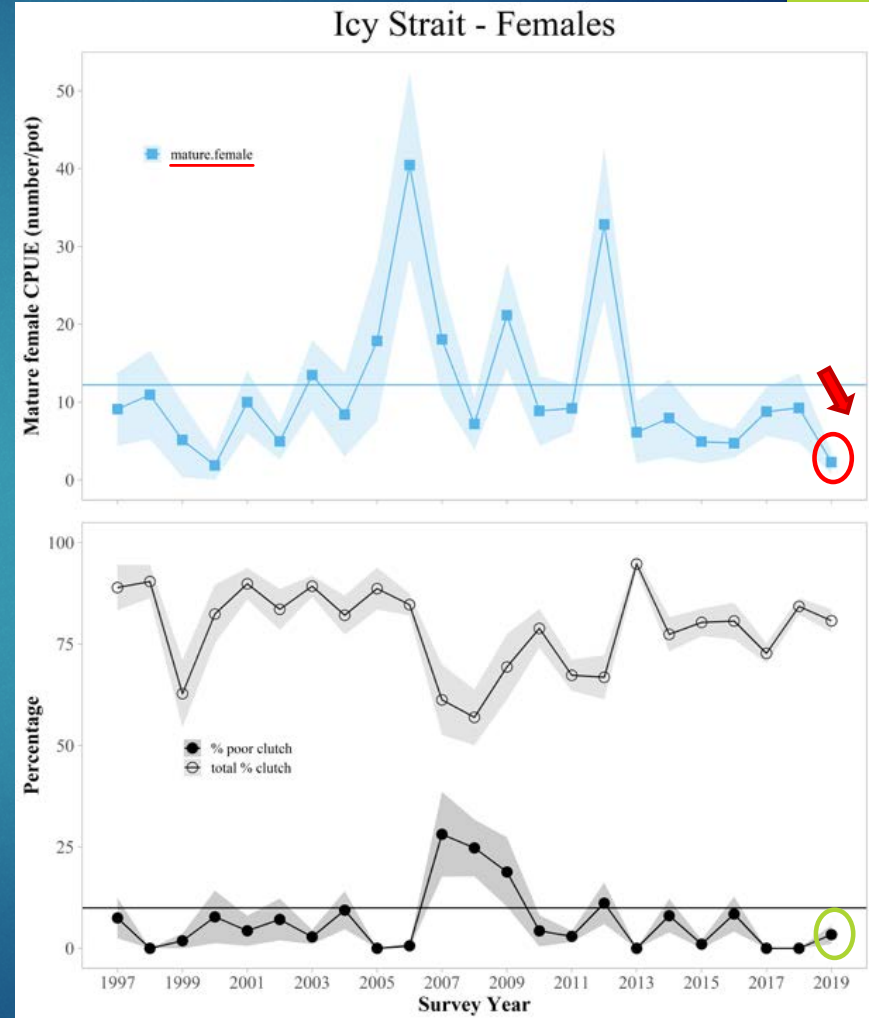 Icy Strait - Females
Mature female CPUE (number/pot)
50
40
30
20
10
0
mature.female
Percentage
100
75
50
25
0
% poor clutch
total % clutch
1997 1999 2001 2003 2005 2007 2009 2011 2013 2015 2017 2019
Survey Year